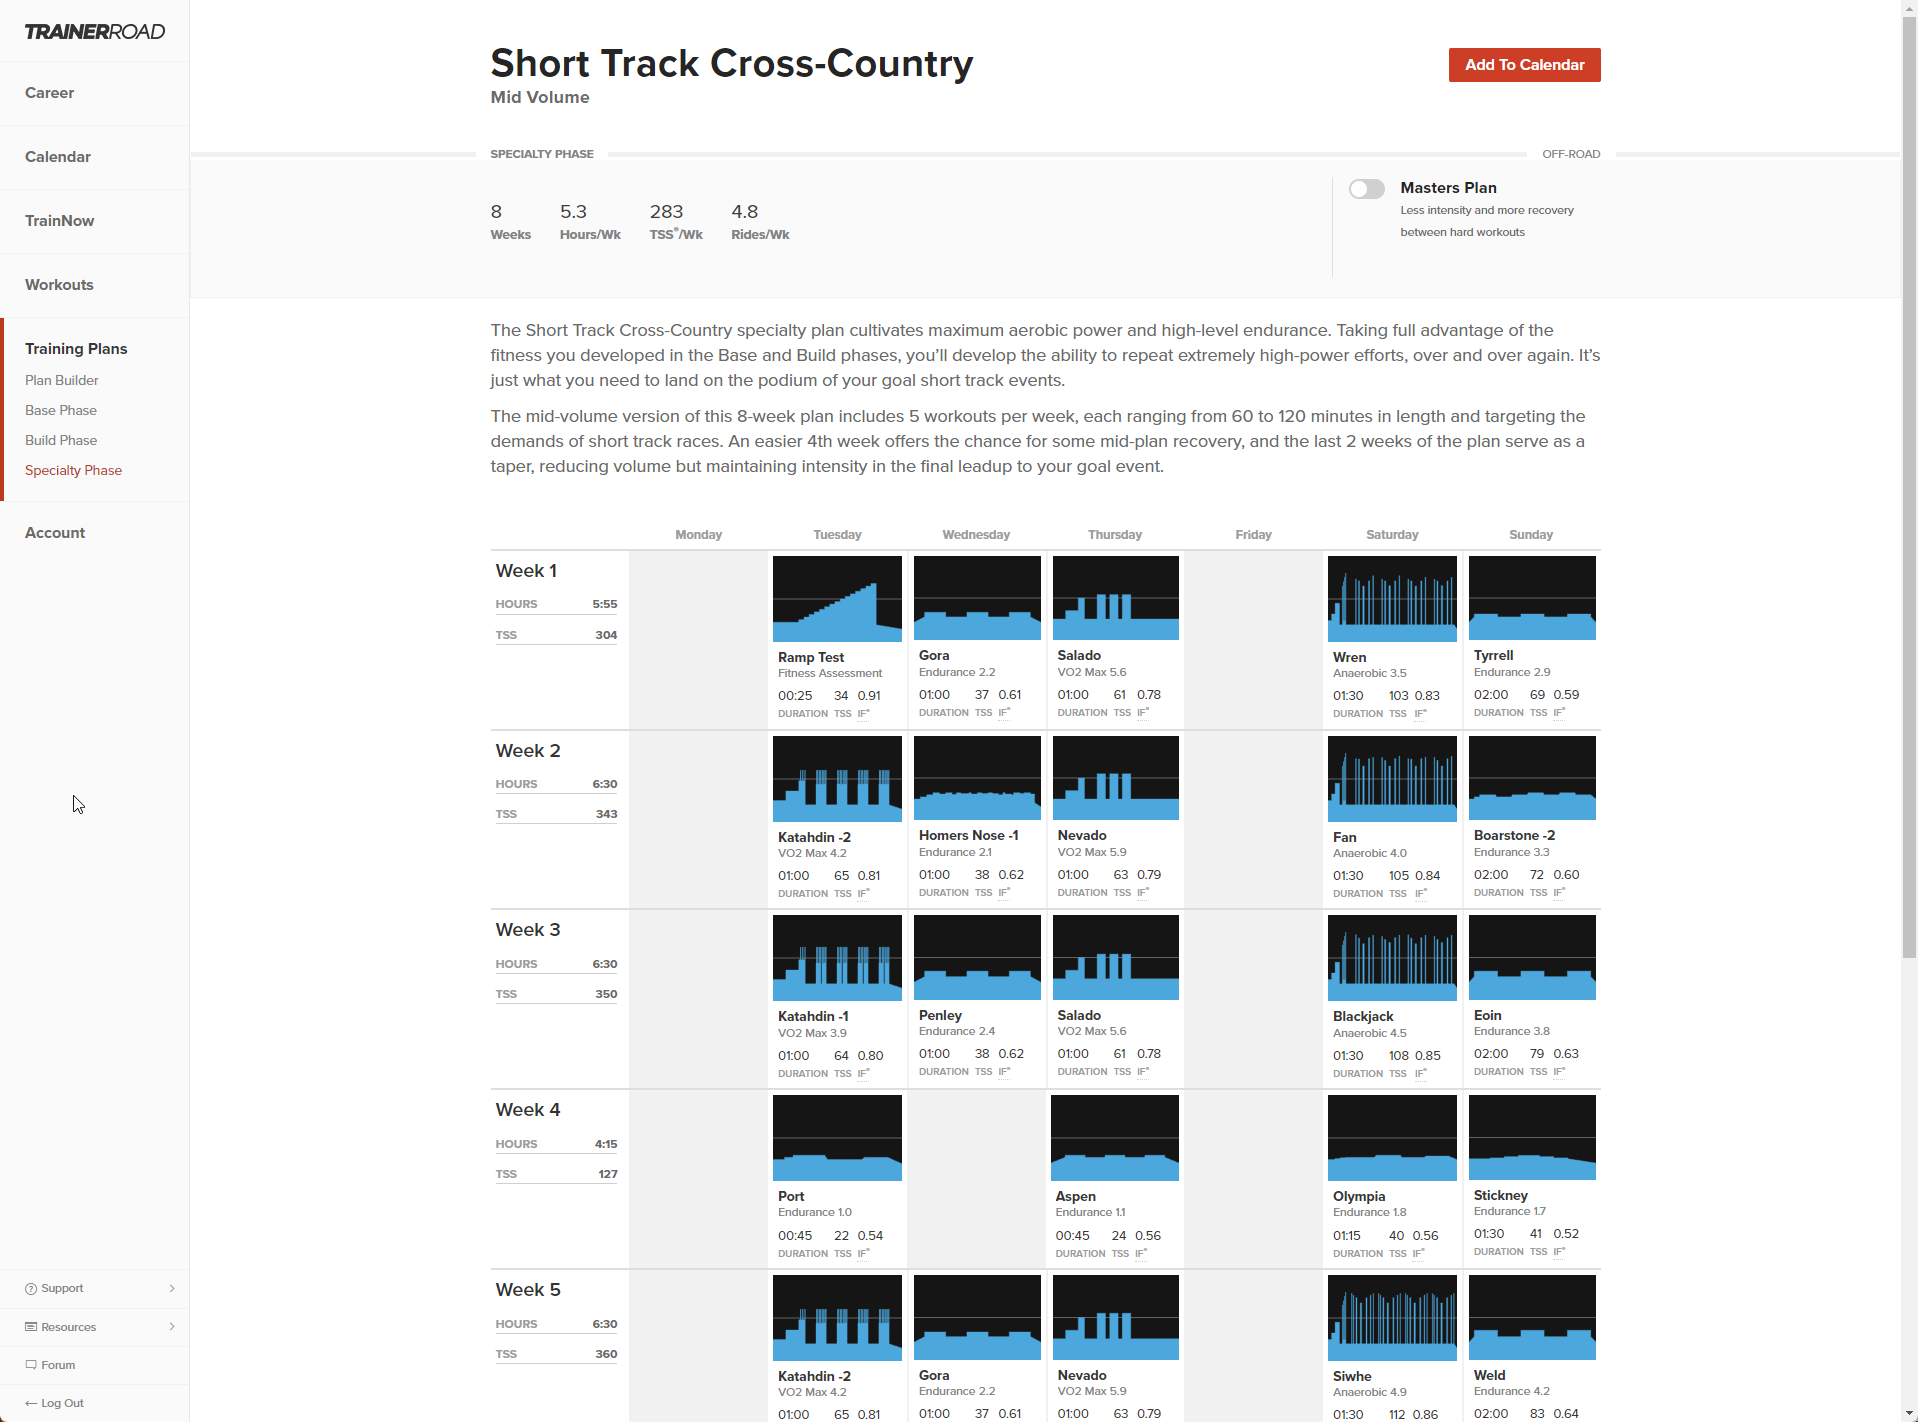 TRAINERROAD
Career
Calendar
TrainNow
Workouts
Training Plans
Plan Builder
Base Phase
Build Phase
Specialty Phase
Account
Support
Resources
Forum
Log Out
Short Track Cross-Country
Mid Volume
Add To Calendar
SPECIALTY PHASE
OFF-ROAD
8 5.3 283 4.8
Weeks Hours/Wk TSS®/Wk Rides/Wk
Masters Plan
Less intensity and more recovery
between hard workouts
The Short Track Cross-Country specialty plan cultivates maximum aerobic power and high-level endurance. Taking full advantage of the
fitness you developed in the Base and Build phases, you’ll develop the ability to repeat extremely high-power efforts, over and over again. It’s
just what you need to land on the podium of your goal short track events.
The mid-volume version of this 8-week plan includes 5 workouts per week, each ranging from 60 to 120 minutes in length and targeting the
demands of short track races. An easier 4th week offers the chance for some mid-plan recovery, and the last 2 weeks of the plan serve as a
taper, reducing volume but maintaining intensity in the final leadup to your goal event.
Monday Tuesday Wednesday Thursday Friday Saturday Sunday
Week 1
HOURS 5:55
TSS 304
Ramp Test Gora Salado Wren Tyrrell
Fitness Assessment Endurance 2.2 VO2 Max 5.6 Anaerobic 3.5 Endurance 2.9
00:25 34 0.91 01:00 37 0.61 01:00 61 0.78 01:30 103 0.83 02:00 69 0.59
DURATION TSS IF® DURATION TSS IF® DURATION TSS IF® DURATION TSS IF® DURATION TSS IF®
Week 2
HOURS 6:30
TSS 343
Katahdin -2 Homers Nose -1 Nevado Fan Boarstone -2
VO2 Max 4.2 Endurance 2.1 VO2 Max 5.9 Anaerobic 4.0 Endurance 3.3
01:00 65 0.81 01:00 38 0.62 01:00 63 0.79 01:30 105 0.84 02:00 72 0.60
DURATION TSS IF® DURATION TSS IF® DURATION TSS IF® DURATION TSS IF® DURATION TSS IF®
Week 3
HOURS 6:30
TSS 350
Katahdin -1 Penley Salado Blackjack Eoin
VO2 Max 3.9 Endurance 2.4 VO2 Max 5.6 Anaerobic 4.5 Endurance 3.8
01:00 64 0.80 01:00 38 0.62 01:00 61 0.78 01:30 108 0.85 02:00 79 0.63
DURATION TSS IF® DURATION TSS IF® DURATION TSS IF® DURATION TSS IF® DURATION TSS IF®
Week 4
HOURS 4:15
TSS 127
Port Aspen Olympia Stickney
Endurance 1.0 Endurance 1.1 Endurance 1.8 Endurance 1.7
00:45 22 0.54 00:45 24 0.56 01:15 40 0.56 01:30 41 0.52
DURATION TSS IF® DURATION TSS IF® DURATION TSS IF® DURATION TSS IF®
Week 5
HOURS 6:30
TSS 360
Katahdin -2 Gora Nevado Siwhe Weld
VO2 Max 4.2 Endurance 2.2 VO2 Max 5.9 Anaerobic 4.9 Endurance 4.2
01:00 65 0.81 01:00 37 0.61 01:00 63 0.79 01:30 112 0.86 02:00 83 0.64